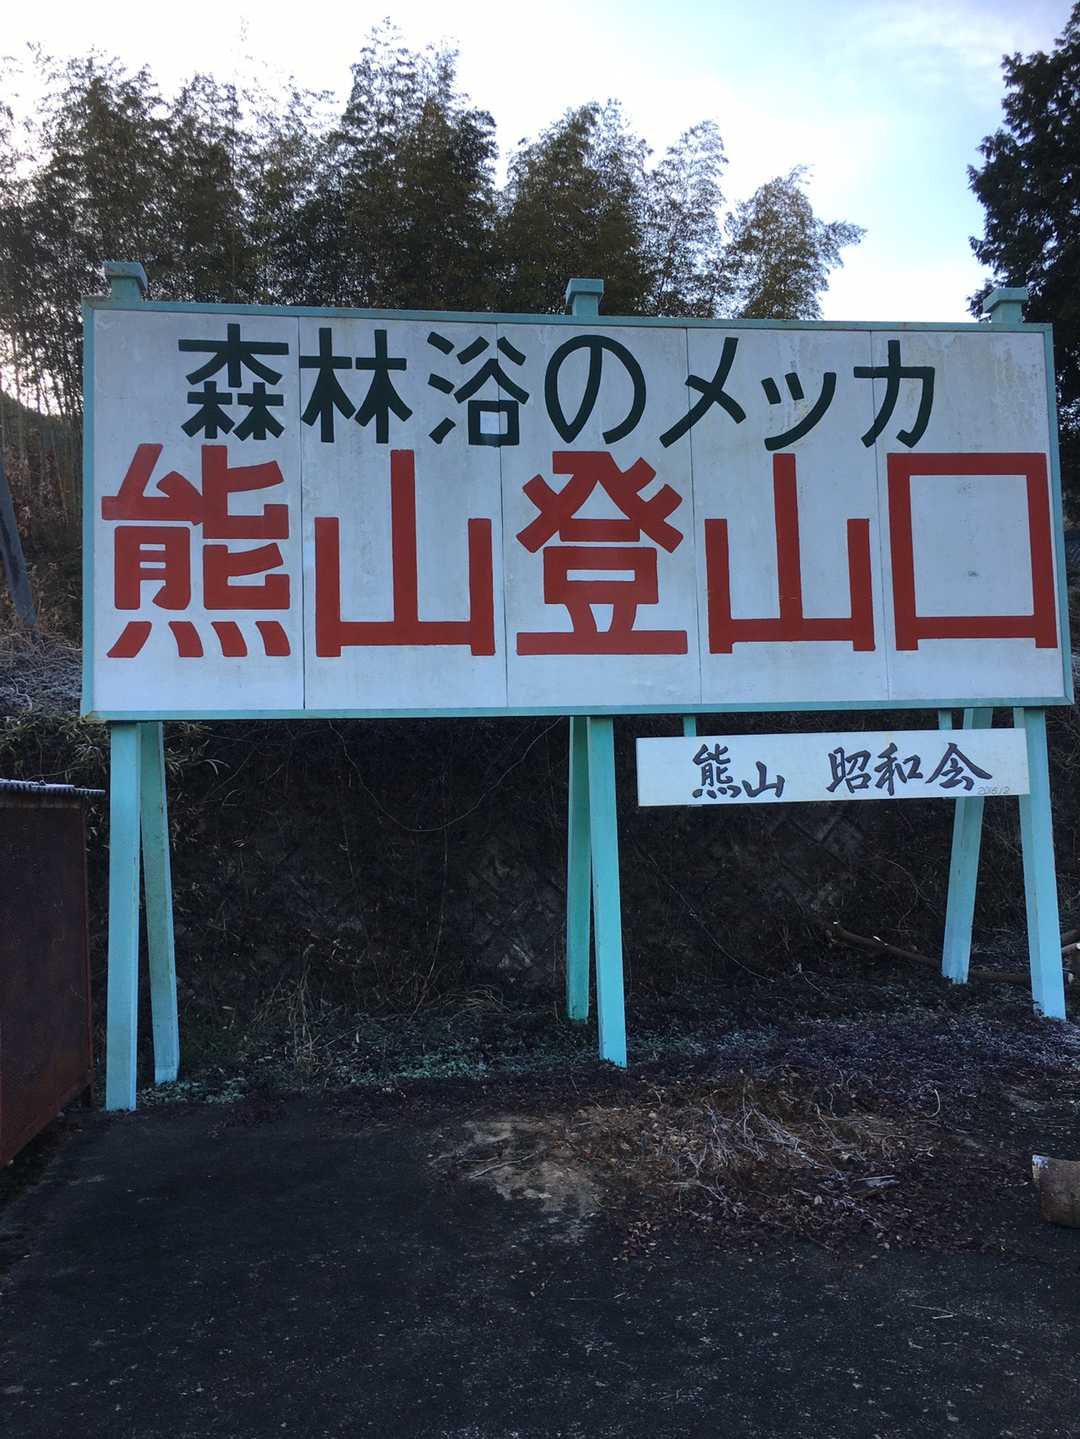 森林浴のメッカ
熊山登山口
熊山 昭和会